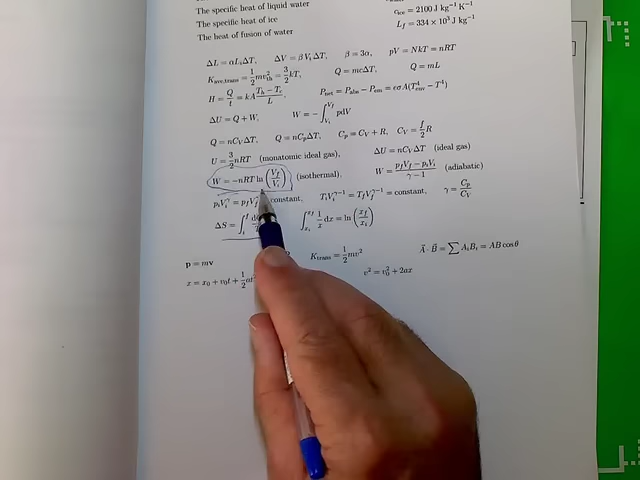 The specific heat of liquid water
The specific heat of ice c_ice = 2100 J kg⁻¹ K⁻¹
The heat of fusion of water L_f = 334 × 10³ J kg⁻¹
ΔL = αL_iΔT, ΔV = βV_iΔT, β = 3α, pV = NkT = nRT
K_ave,trans = 1/2 mv²_th = 3/2 kT, Q = mcΔT, Q = mL
H = Q/t = kA (T_h − T_c)/L, P_net = P_abs − P_em = εσA(T⁴_env − T⁴)
ΔU = Q + W, W = −∫_{V_i}^{V_f} pdV
Q = nC_VΔT, Q = nC_pΔT, C_p = C_V + R, C_V = f/2 R
U = 3/2 nRT (monatomic ideal gas), ΔU = nC_VΔT (ideal gas)
W = −nRT ln(V_f/V_i) (isothermal), W = (p_fV_f − p_iV_i)/(γ − 1) (adiabatic)
p_iV_i^γ = p_fV_f constant, T_iV_i^{γ−1} = T_fV_f^{γ−1} = constant, γ = C_p/C_V
ΔS = ∫_i^f ∫_{x_i}^{x_f} 1/x dx = ln(x_f/x_i)
p = mv K_trans = 1/2 mv² A⃗ · B⃗ = ∑ A_iB_i = AB cos θ
x = x₀ + v₀t + 1/2 at² v² = v₀² + 2ax